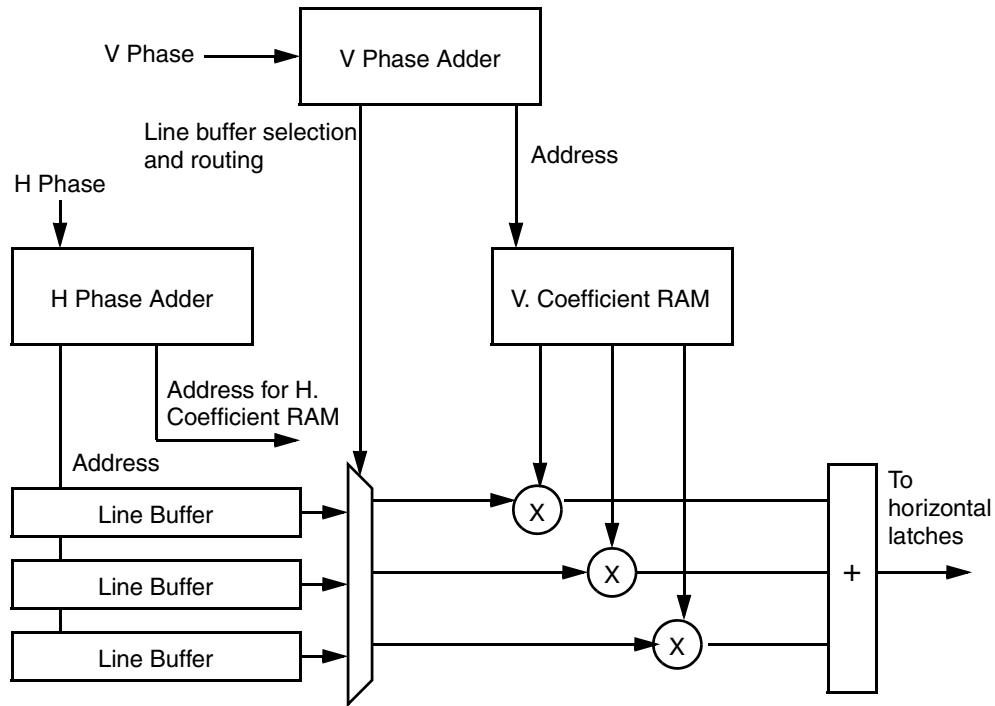 V Phase
V Phase Adder
Line buffer selection
and routing
Address
H Phase
H Phase Adder
V. Coefficient RAM
Address for H.
Coefficient RAM
Address
To
horizontal
latches
Line Buffer
X
Line Buffer
X
+
Line Buffer
X